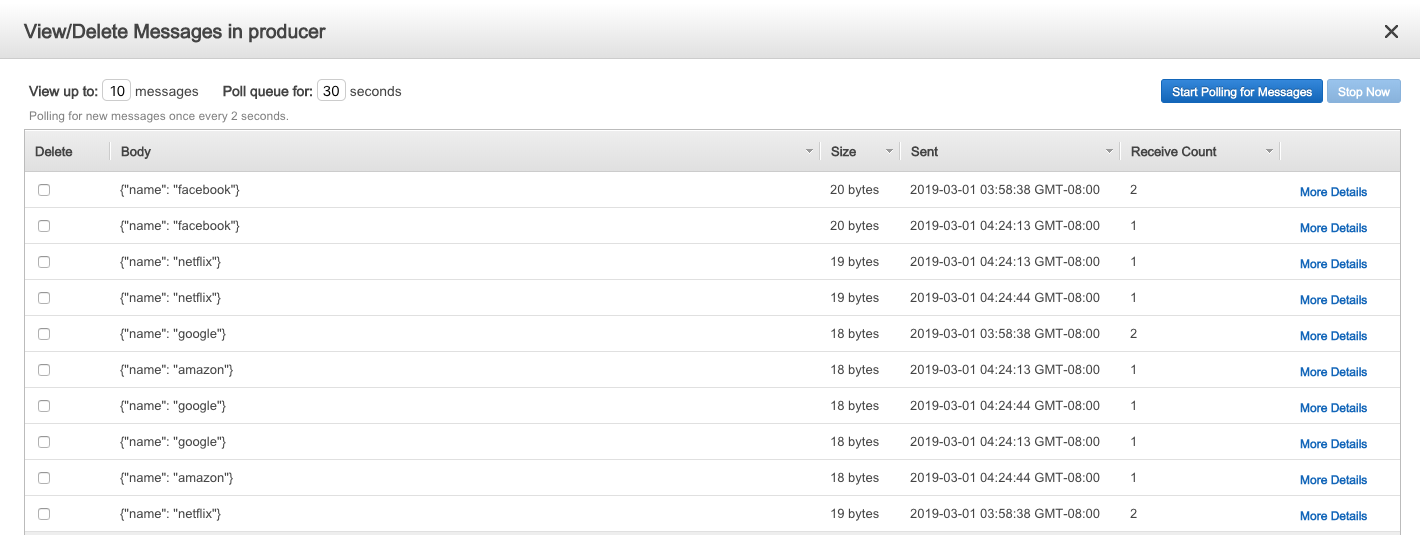 View/Delete Messages in producer
View up to: 10 messages Poll queue for: 30 seconds Start Polling for Messages Stop Now
Polling for new messages once every 2 seconds.
Delete Body Size Sent Receive Count
{"name": "facebook"} 20 bytes 2019-03-01 03:58:38 GMT-08:00 2 More Details
{"name": "facebook"} 20 bytes 2019-03-01 04:24:13 GMT-08:00 1 More Details
{"name": "netflix"} 19 bytes 2019-03-01 04:24:13 GMT-08:00 1 More Details
{"name": "netflix"} 19 bytes 2019-03-01 04:24:44 GMT-08:00 1 More Details
{"name": "google"} 18 bytes 2019-03-01 03:58:38 GMT-08:00 2 More Details
{"name": "amazon"} 18 bytes 2019-03-01 04:24:13 GMT-08:00 1 More Details
{"name": "google"} 18 bytes 2019-03-01 04:24:44 GMT-08:00 1 More Details
{"name": "google"} 18 bytes 2019-03-01 04:24:13 GMT-08:00 1 More Details
{"name": "amazon"} 18 bytes 2019-03-01 04:24:44 GMT-08:00 1 More Details
{"name": "netflix"} 19 bytes 2019-03-01 03:58:38 GMT-08:00 2 More Details